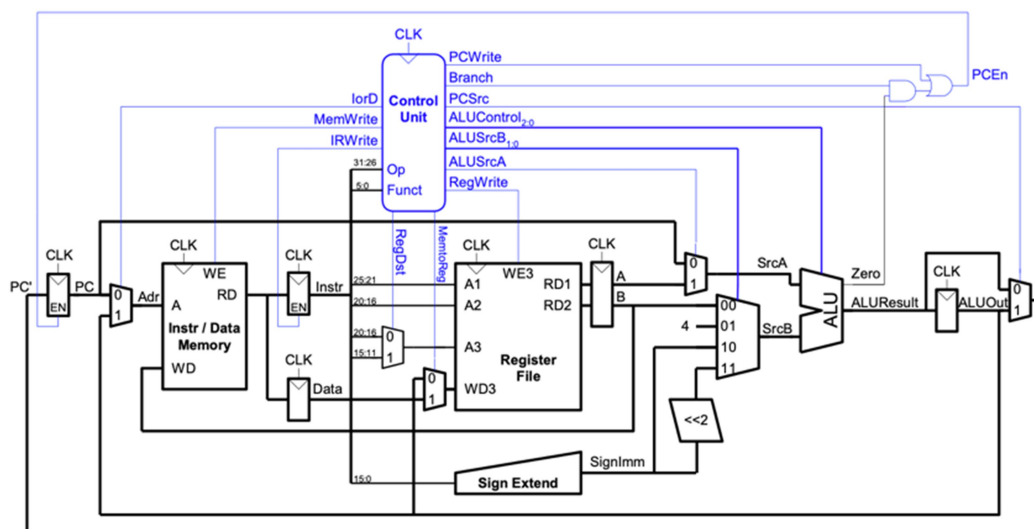 CLK
PCWrite
Branch
PCEn
IorD
Control
Unit
PCSrc
MemWrite
ALUControl2:0
IRWrite
ALUSrcB1:0
31:26
Op
ALUSrcA
5:0
Funct
RegWrite
RegDst
MemtoReg
CLK
CLK
CLK
CLK
CLK
CLK
PC'
EN
PC
0
1
Adr
WE
A
RD
Instr / Data
Memory
WD
EN
Instr
CLK
Data
25:21
20:16
20:16
15:11
0
1
A1
A2
A3
WD3
WE3
RD1
RD2
Register
File
0
1
A
B
0
1
SrcA
4
00
01
10
11
SrcB
ALU
Zero
ALUResult
ALUOut
0
1
<<2
SignImm
15:0
Sign Extend